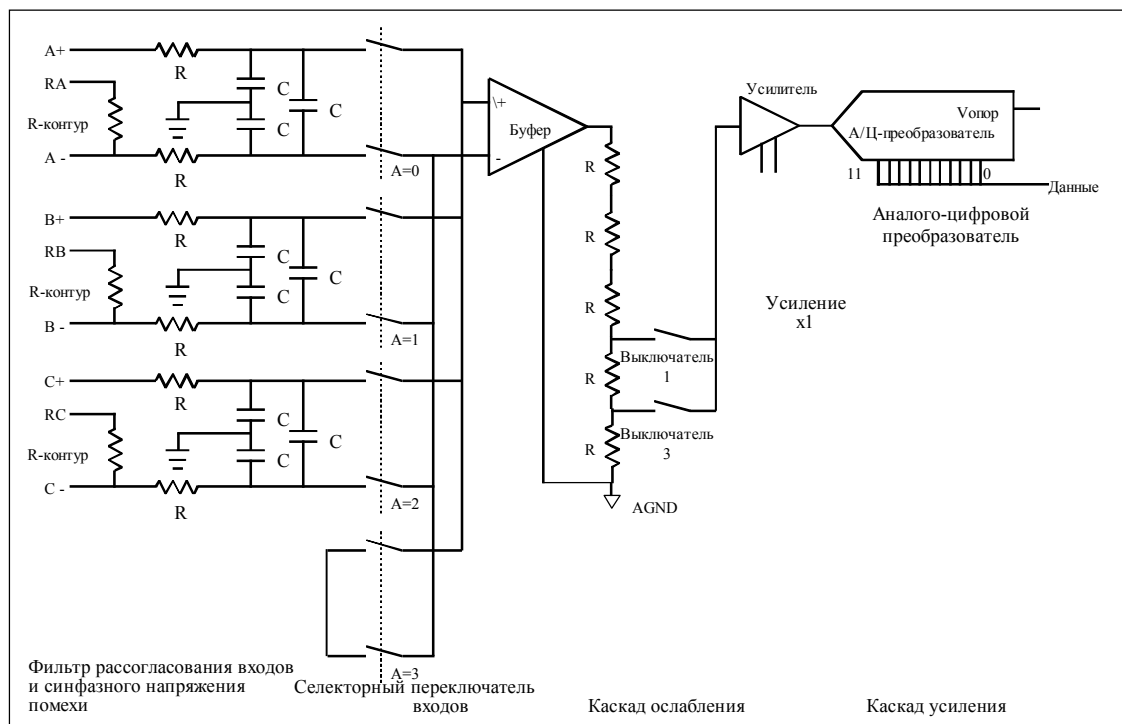 A+
R
C
RA
C
R-контур
C
A -
R
A=0
\+
Буфер
-
Усилитель
Vопор
А/Ц-преобразователь
11
0
Данные
Аналого-цифровой
преобразователь
B+
R
C
RB
C
R-контур
C
B -
R
A=1
C+
R
C
RC
C
R-контур
C
C -
R
A=2
A=3
R
R
R
R
R
Выключатель
1
Выключатель
3
AGND
Усиление
x1
Фильтр рассогласования входов
и синфазного напряжения
помехи
Селекторный переключатель
входов
Каскад ослабления
Каскад усиления